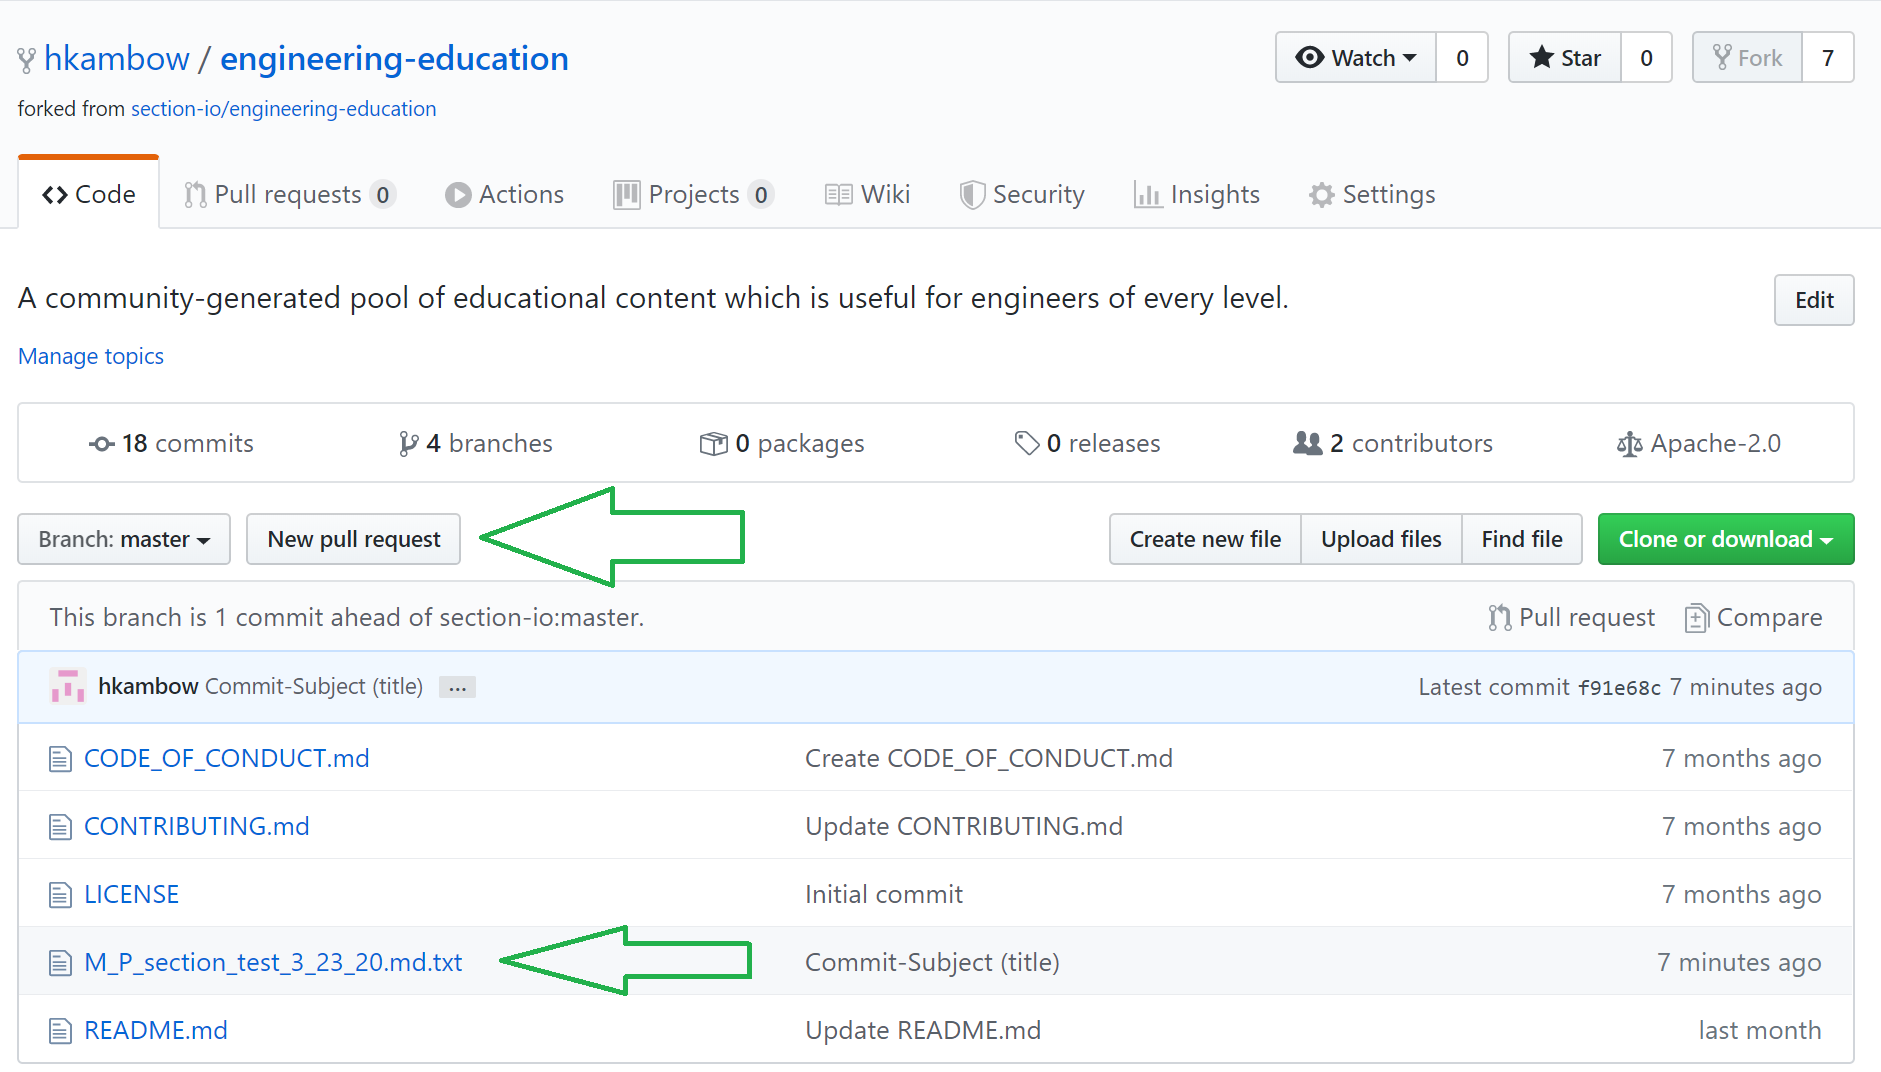 hkambow / engineering-education
Watch 0 Star 0 Fork 7
forked from section-io/engineering-education
Code Pull requests 0 Actions Projects 0 Wiki Security Insights Settings
A community-generated pool of educational content which is useful for engineers of every level. Edit
Manage topics
18 commits 4 branches 0 packages 0 releases 2 contributors Apache-2.0
Branch: master New pull request Create new file Upload files Find file Clone or download
This branch is 1 commit ahead of section-io:master. Pull request Compare
hkambow Commit-Subject (title) ... Latest commit f91e68c 7 minutes ago
CODE_OF_CONDUCT.md Create CODE_OF_CONDUCT.md 7 months ago
CONTRIBUTING.md Update CONTRIBUTING.md 7 months ago
LICENSE Initial commit 7 months ago
M_P_section_test_3_23_20.md.txt Commit-Subject (title) 7 minutes ago
README.md Update README.md last month